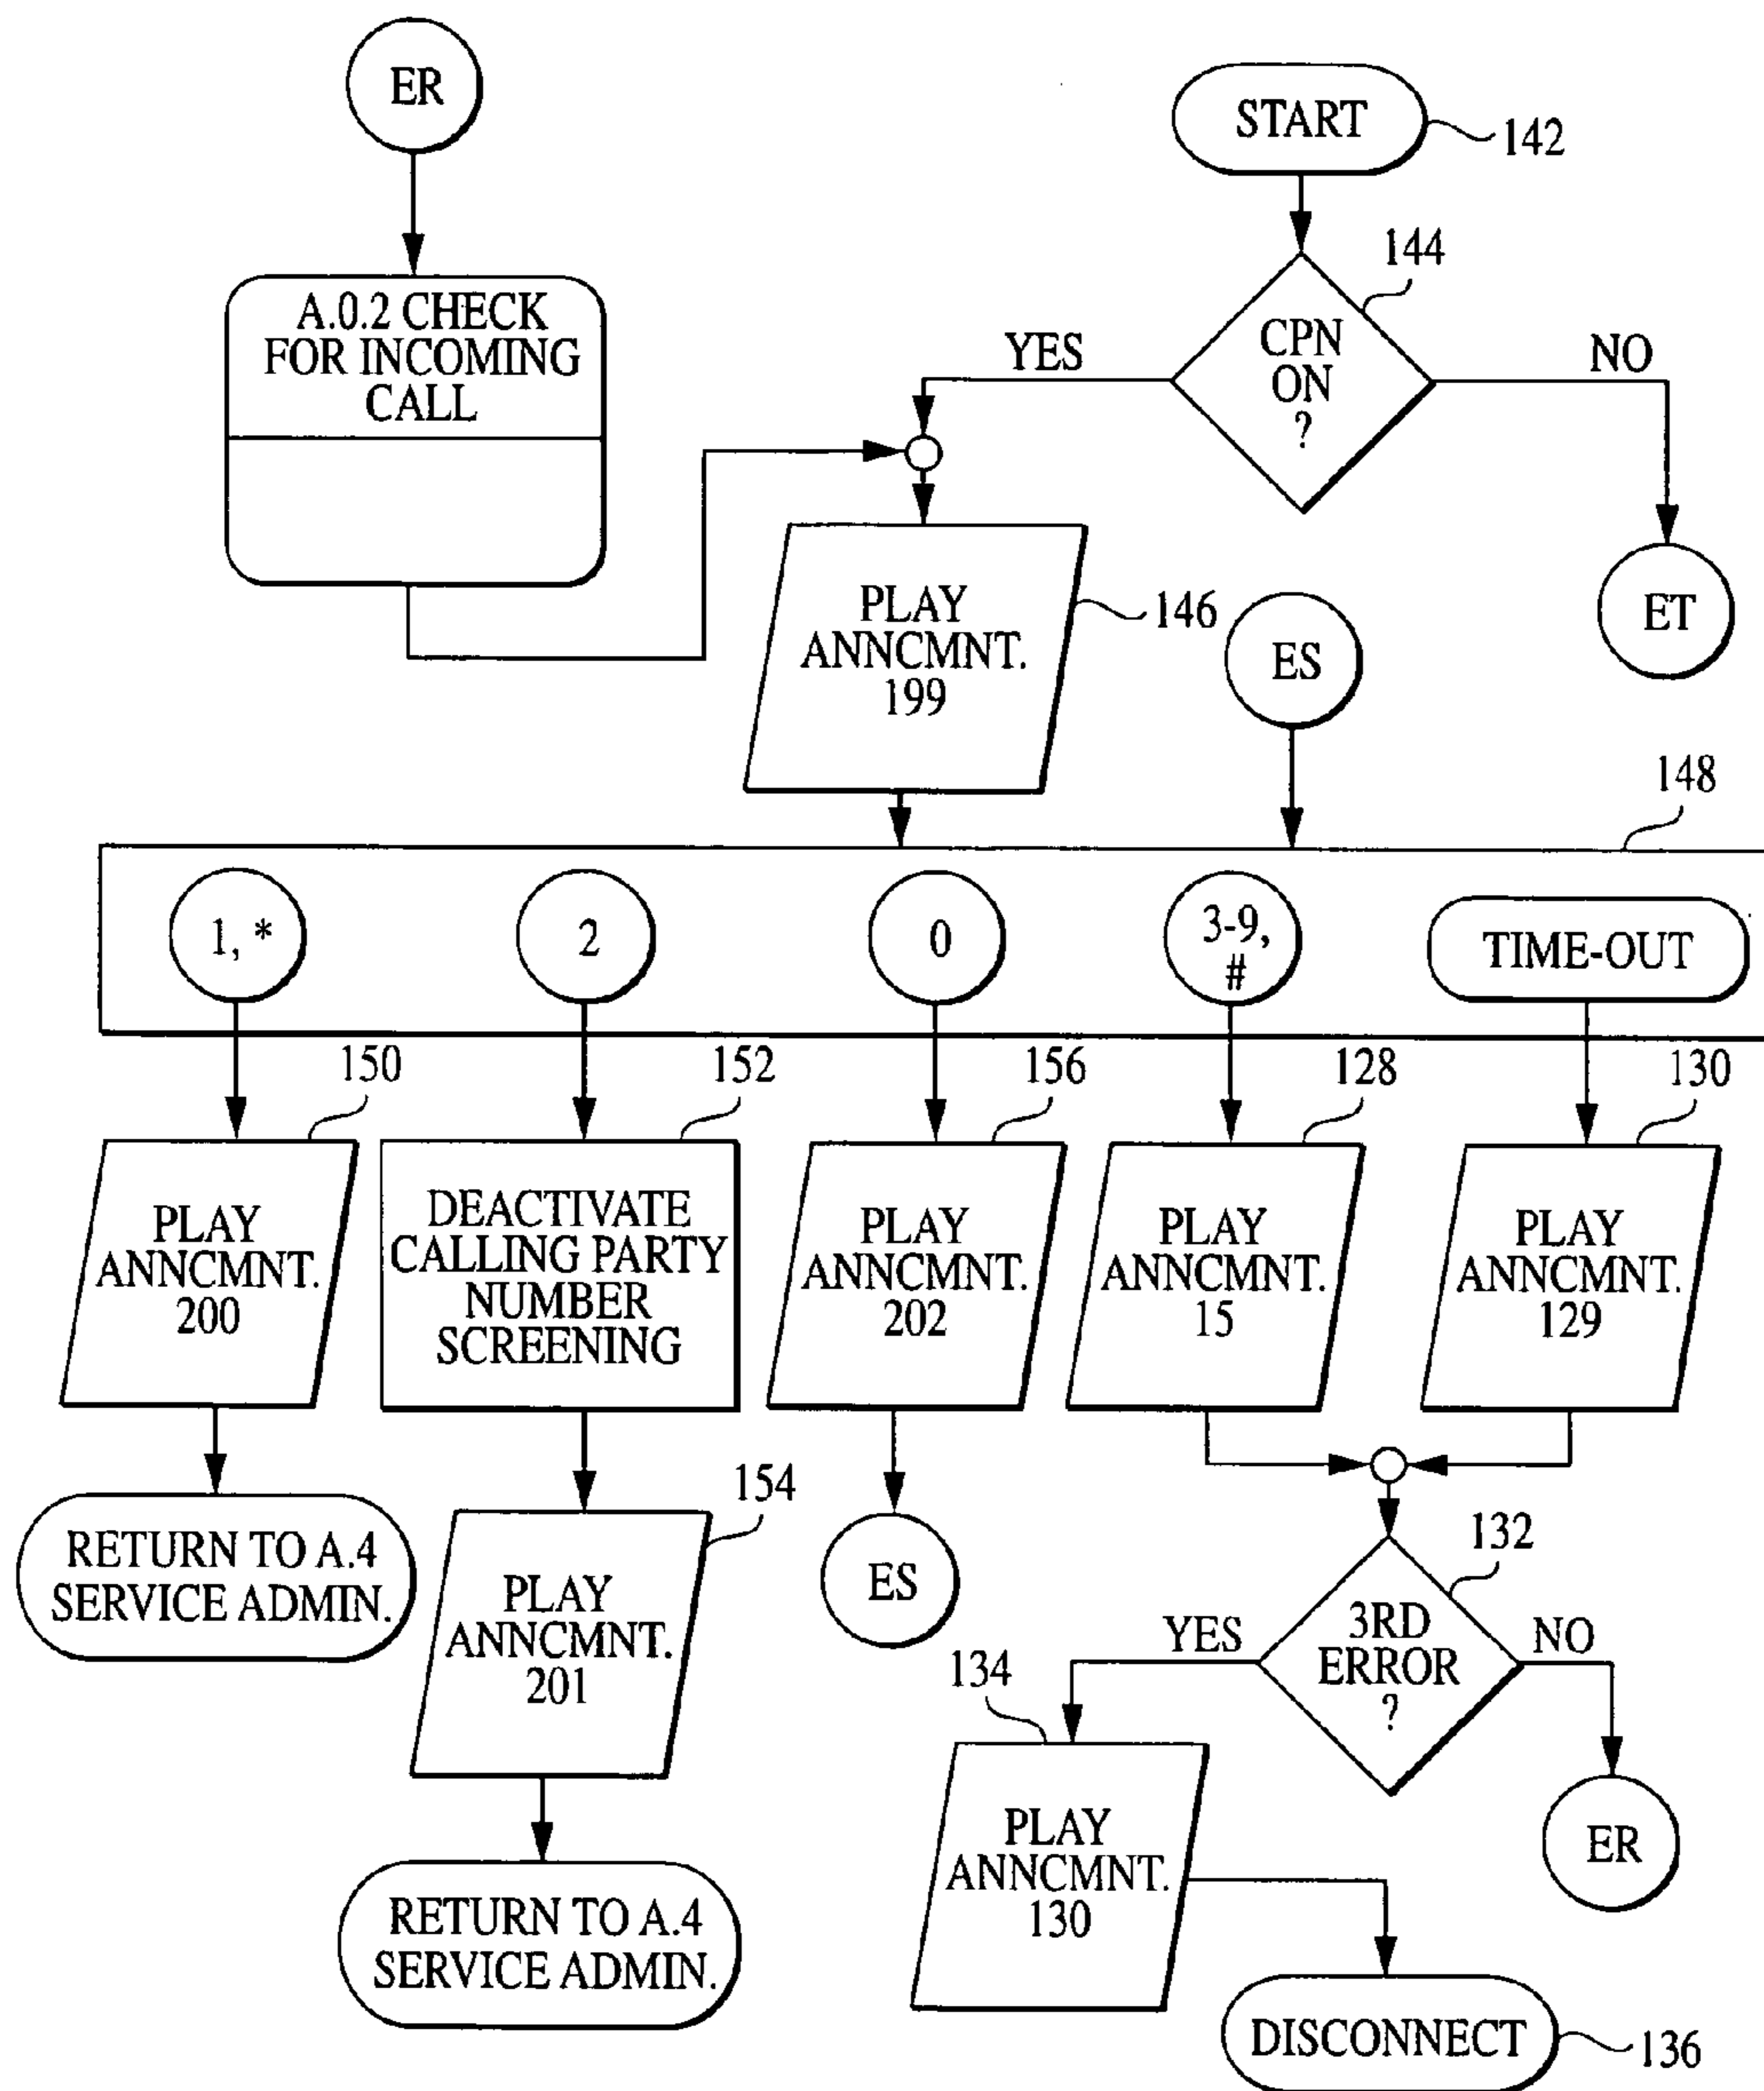 ER
START
142
144
A.0.2 CHECK
FOR INCOMING
CALL
CPN
ON
?
YES
NO
PLAY
ANNCMNT.
199
146
ES
ET
148
1, *
2
0
3-9,
#
TIME-OUT
150
152
156
128
130
PLAY
ANNCMNT.
200
DEACTIVATE
CALLING PARTY
NUMBER
SCREENING
PLAY
ANNCMNT.
202
PLAY
ANNCMNT.
15
PLAY
ANNCMNT.
129
RETURN TO A.4
SERVICE ADMIN.
154
PLAY
ANNCMNT.
201
ES
132
3RD
ERROR
?
YES
NO
134
PLAY
ANNCMNT.
130
ER
RETURN TO A.4
SERVICE ADMIN.
DISCONNECT
136